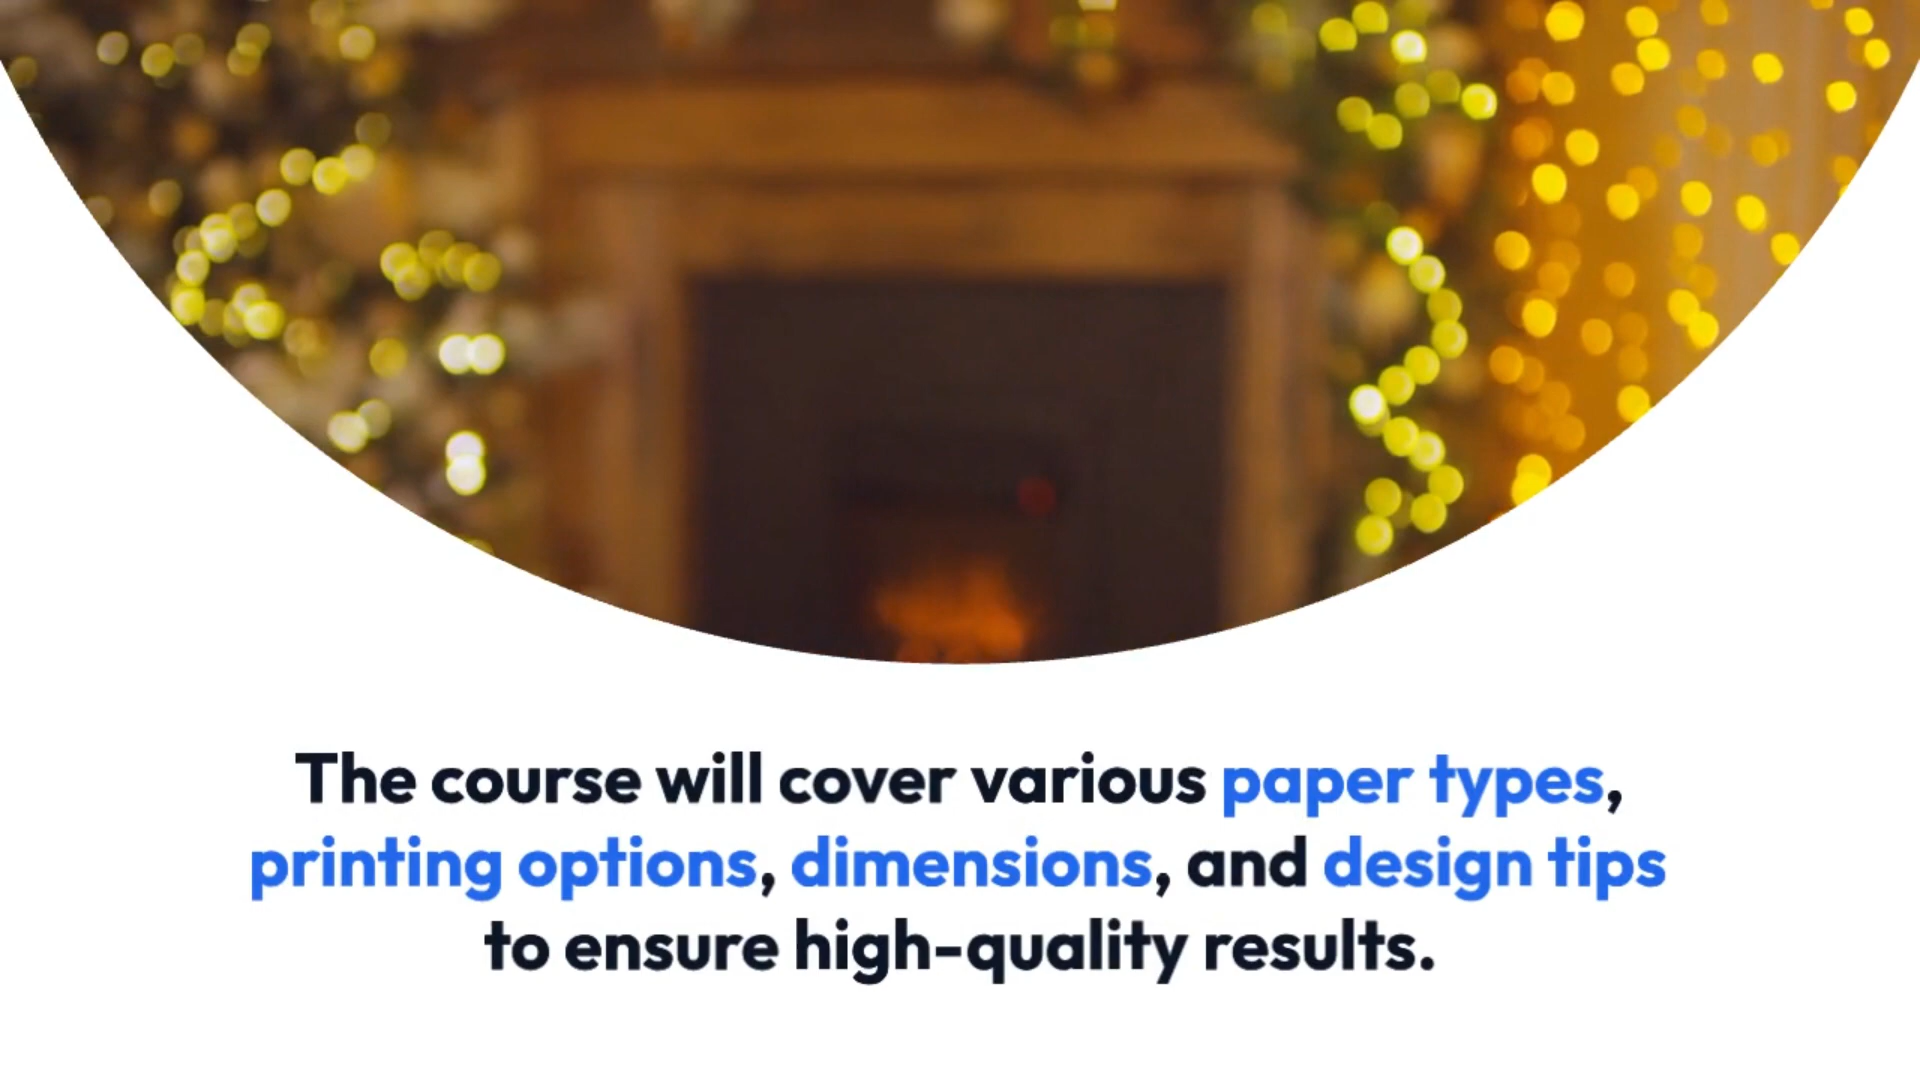 The course will cover various paper types,
printing options, dimensions, and design tips
to ensure high-quality results.